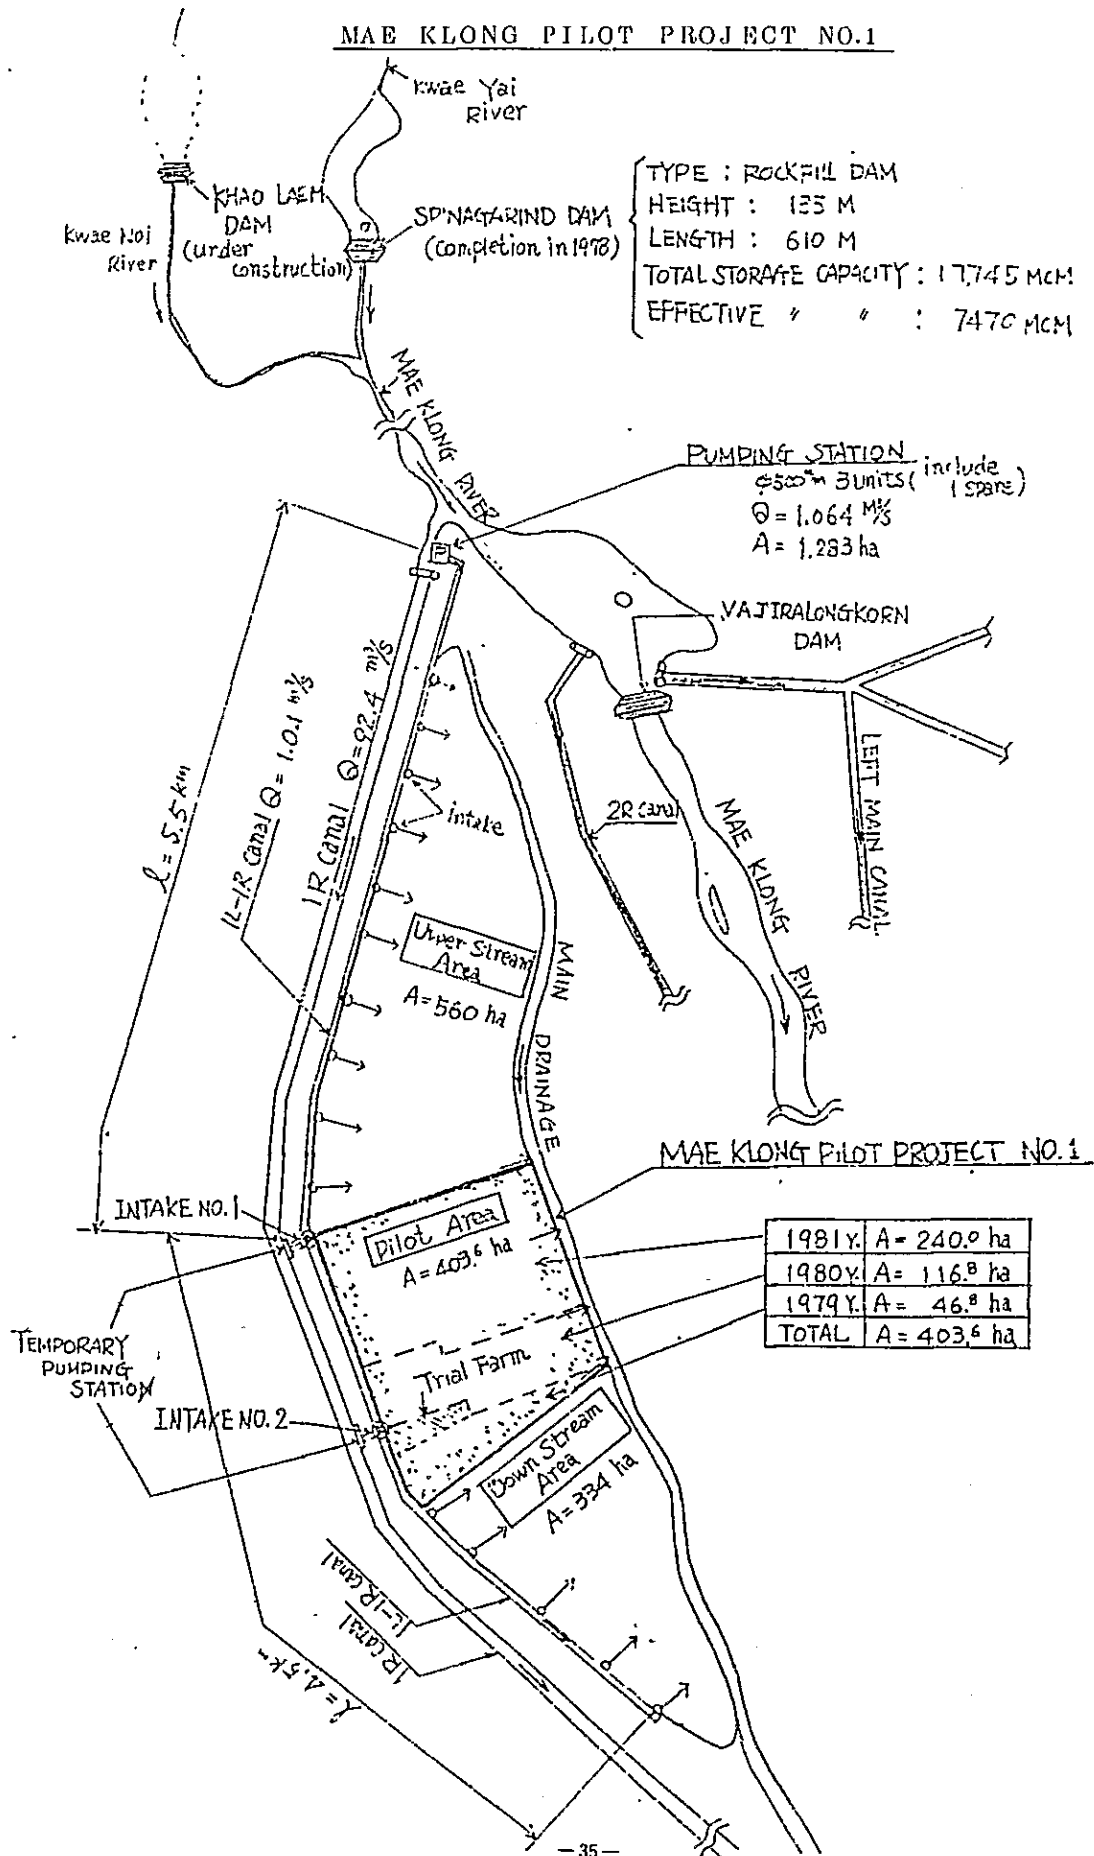 MAE KLONG PILOT PROJECT NO.1
Kwae Yai
River
KHAO LAEM
DAM
(under
construction)
Kwae Noi
River
SRINAGARIND DAM
(Completion in 1978)
TYPE : ROCKFILL DAM
HEIGHT : 135 M
LENGTH : 610 M
TOTAL STORAGE CAPACITY : 17,745 MCM
EFFECTIVE 〃 〃 : 7470 MCM
MAE KLONG RIVER
PUMPING STATION
3 units (include
1 spare)
Q = 1.064 M³/S
A = 1.283 ha
P
VAJIRALONGKORN
DAM
LEFT MAIN CANAL
2R canal
MAE KLONG RIVER
l = 5.5 km
1L-1R Canal Q = 1.01 m³/s
1R Canal Q = 92.4 m³/s
intake
Upper Stream
Area
A = 560 ha
MAIN DRAINAGE
MAE KLONG PILOT PROJECT NO.1
INTAKE NO.1
Pilot Area
A = 403.6 ha
1981Y. A = 240.0 ha
1980Y. A = 116.8 ha
1979Y. A = 46.8 ha
TOTAL A = 403.6 ha
TEMPORARY
PUMPING
STATION
Trial Farm
INTAKE NO.2
Down Stream
Area
A = 334 ha
1L-1R canal
1R canal
l = 4.5 km
—35—